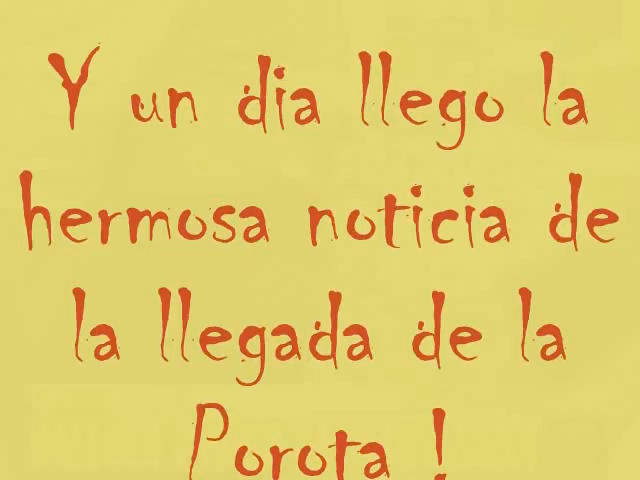 Y un dia llego la
hermosa noticia de
la llegada de la
Porota !